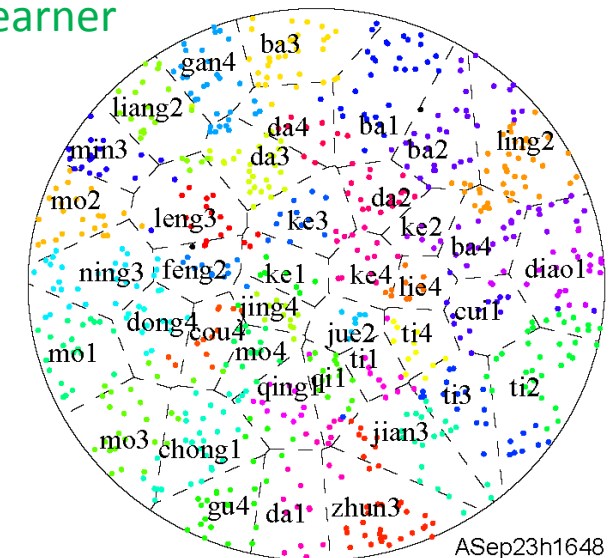 earner
ba3
gan4
liang2
da4
ba1
ba2
ling2
mo2
da3
leng3
ke3
da2
ke2
ba4
ning3
feng2
ke1
ke4
lie4
diao1
dong4
cou4
jing4
jue2
ti4
cui1
mo1
mo4
ti1
qing1
qi1
ti3
ti2
mo3
chong1
jian3
gu4
da1
zhun3
ASep23h1648